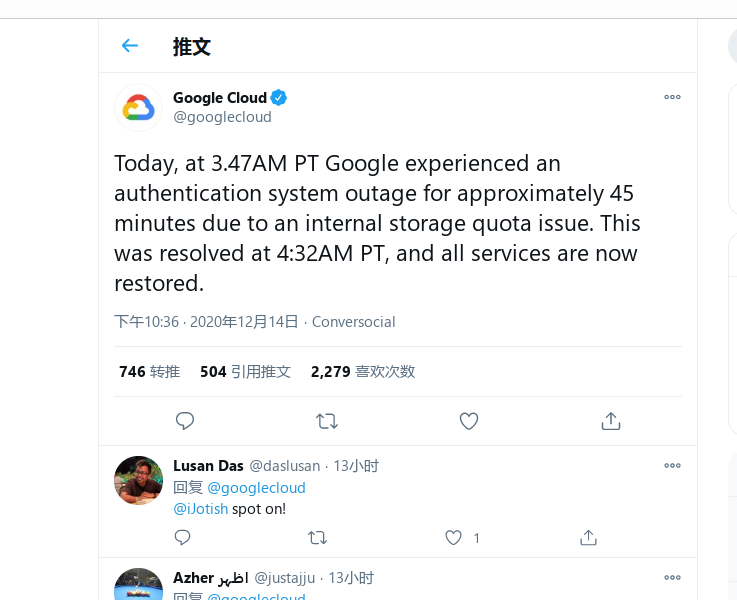 推文
Google Cloud
@googlecloud
Today, at 3.47AM PT Google experienced an
authentication system outage for approximately 45
minutes due to an internal storage quota issue. This
was resolved at 4:32AM PT, and all services are now
restored.
下午10:36 · 2020年12月14日 · Conversocial
746 转推 504 引用推文 2,279 喜欢次数
Lusan Das @daslusan · 13小时
回复 @googlecloud
@iJotish spot on!
1
Azher اظہر @justajju · 13小时
回复 @googlecloud